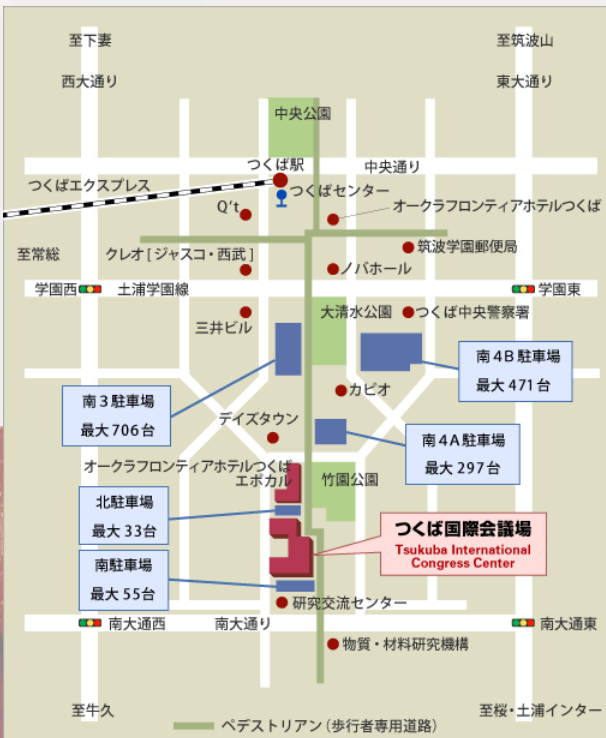 至下妻
至筑波山
西大通り
東大通り
中央公園
つくば駅
中央通り
つくばエクスプレス
つくばセンター
Q't
オークラフロンティアホテルつくば
至常総
クレオ [ジャスコ・西武]
筑波学園郵便局
ノバホール
学園西
土浦学園線
学園東
大清水公園
つくば中央警察署
三井ビル
南4B駐車場
最大 471台
南3駐車場
最大 706台
カピオ
デイズタウン
南4A駐車場
最大 297台
オークラフロンティアホテルつくば
エポカル
竹園公園
北駐車場
最大 33台
つくば国際会議場
Tsukuba International
Congress Center
南駐車場
最大 55台
研究交流センター
南大通西
南大通り
南大通東
物質・材料研究機構
至牛久
至桜・土浦インター
ペデストリアン（歩行者専用道路）